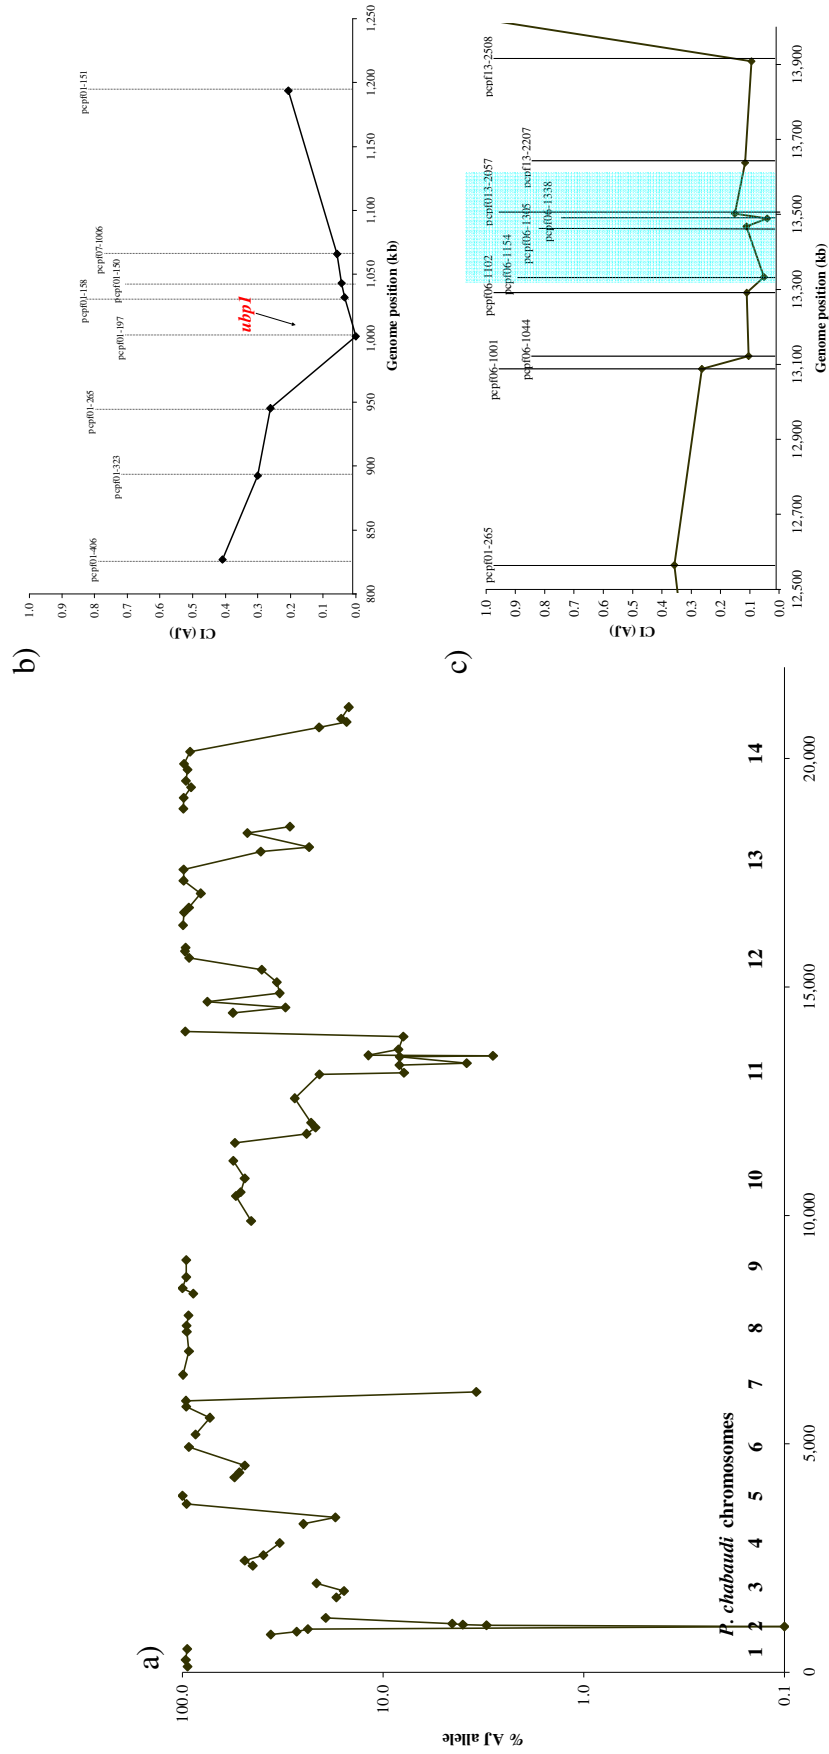 a)
100.0
10.0
1.0
0.1
% AJ allele
0
5,000
10,000
15,000
20,000
P. chabaudi chromosomes
1
2
3
4
5
6
7
8
9
10
11
12
13
14
b)
1.0
0.9
0.8
0.7
0.6
0.5
0.4
0.3
0.2
0.1
0.0
CI (AJ)
pcpf01-406
pcpf01-323
pcpf01-265
pcpf01-197
pcpf01-158
pcpf01-150
pcpf07-1006
pcpf01-151
ubp1
800
850
900
950
1,000
1,050
1,100
1,150
1,200
1,250
Genome position (kb)
c)
1.0
0.9
0.8
0.7
0.6
0.5
0.4
0.3
0.2
0.1
0.0
CI (AJ)
pcpf01-265
pcpf06-1001
pcpf06-1044
pcpf06-1102
pcpf06-1154
pcpf06-1305
pcpf06-1338
pcpf013-2057
pcpf13-2207
pcpf13-2508
12,500
12,700
12,900
13,100
13,300
13,500
13,700
13,900
Genome position (kb)